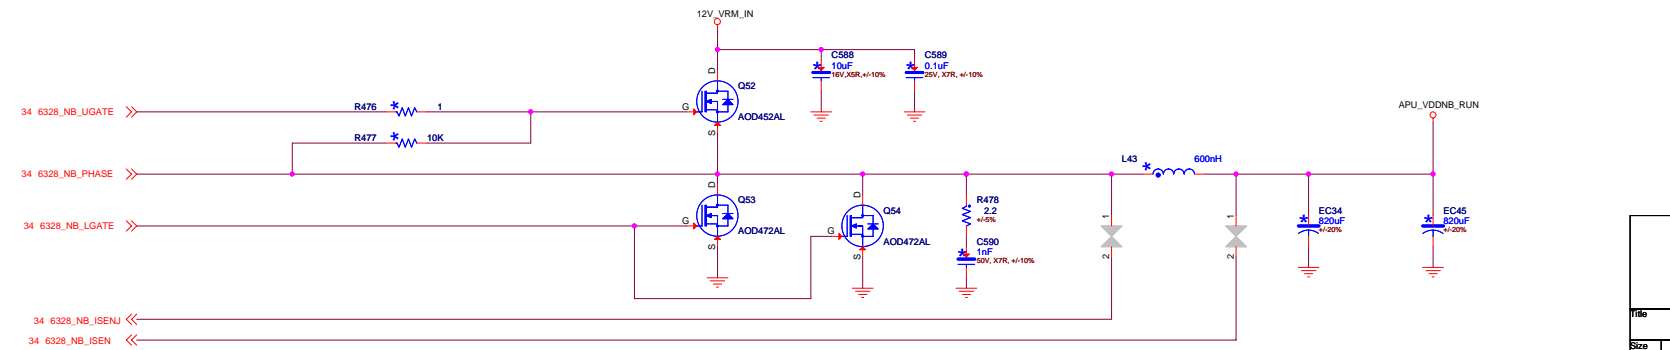 12V_VRM_IN
C588
10uF
16V,X5R,+/-10%
C589
0.1uF
25V, X7R, +/-10%
D
Q52
G
AOD452AL
S
34 6328_NB_UGATE
R476 * 1
R477 * 10K
APU_VDDNB_RUN
34 6328_NB_PHASE
L43 * 600nH
D
Q53
G
AOD472AL
S
34 6328_NB_LGATE
D
Q54
G
AOD472AL
S
R478
2.2
+/-5%
C590
1nF
50V, X7R, +/-10%
1
2
1
2
EC34
820uF
+/-20%
EC45
820uF
+/-20%
34 6328_NB_ISENJ
34 6328_NB_ISEN
Title
Size